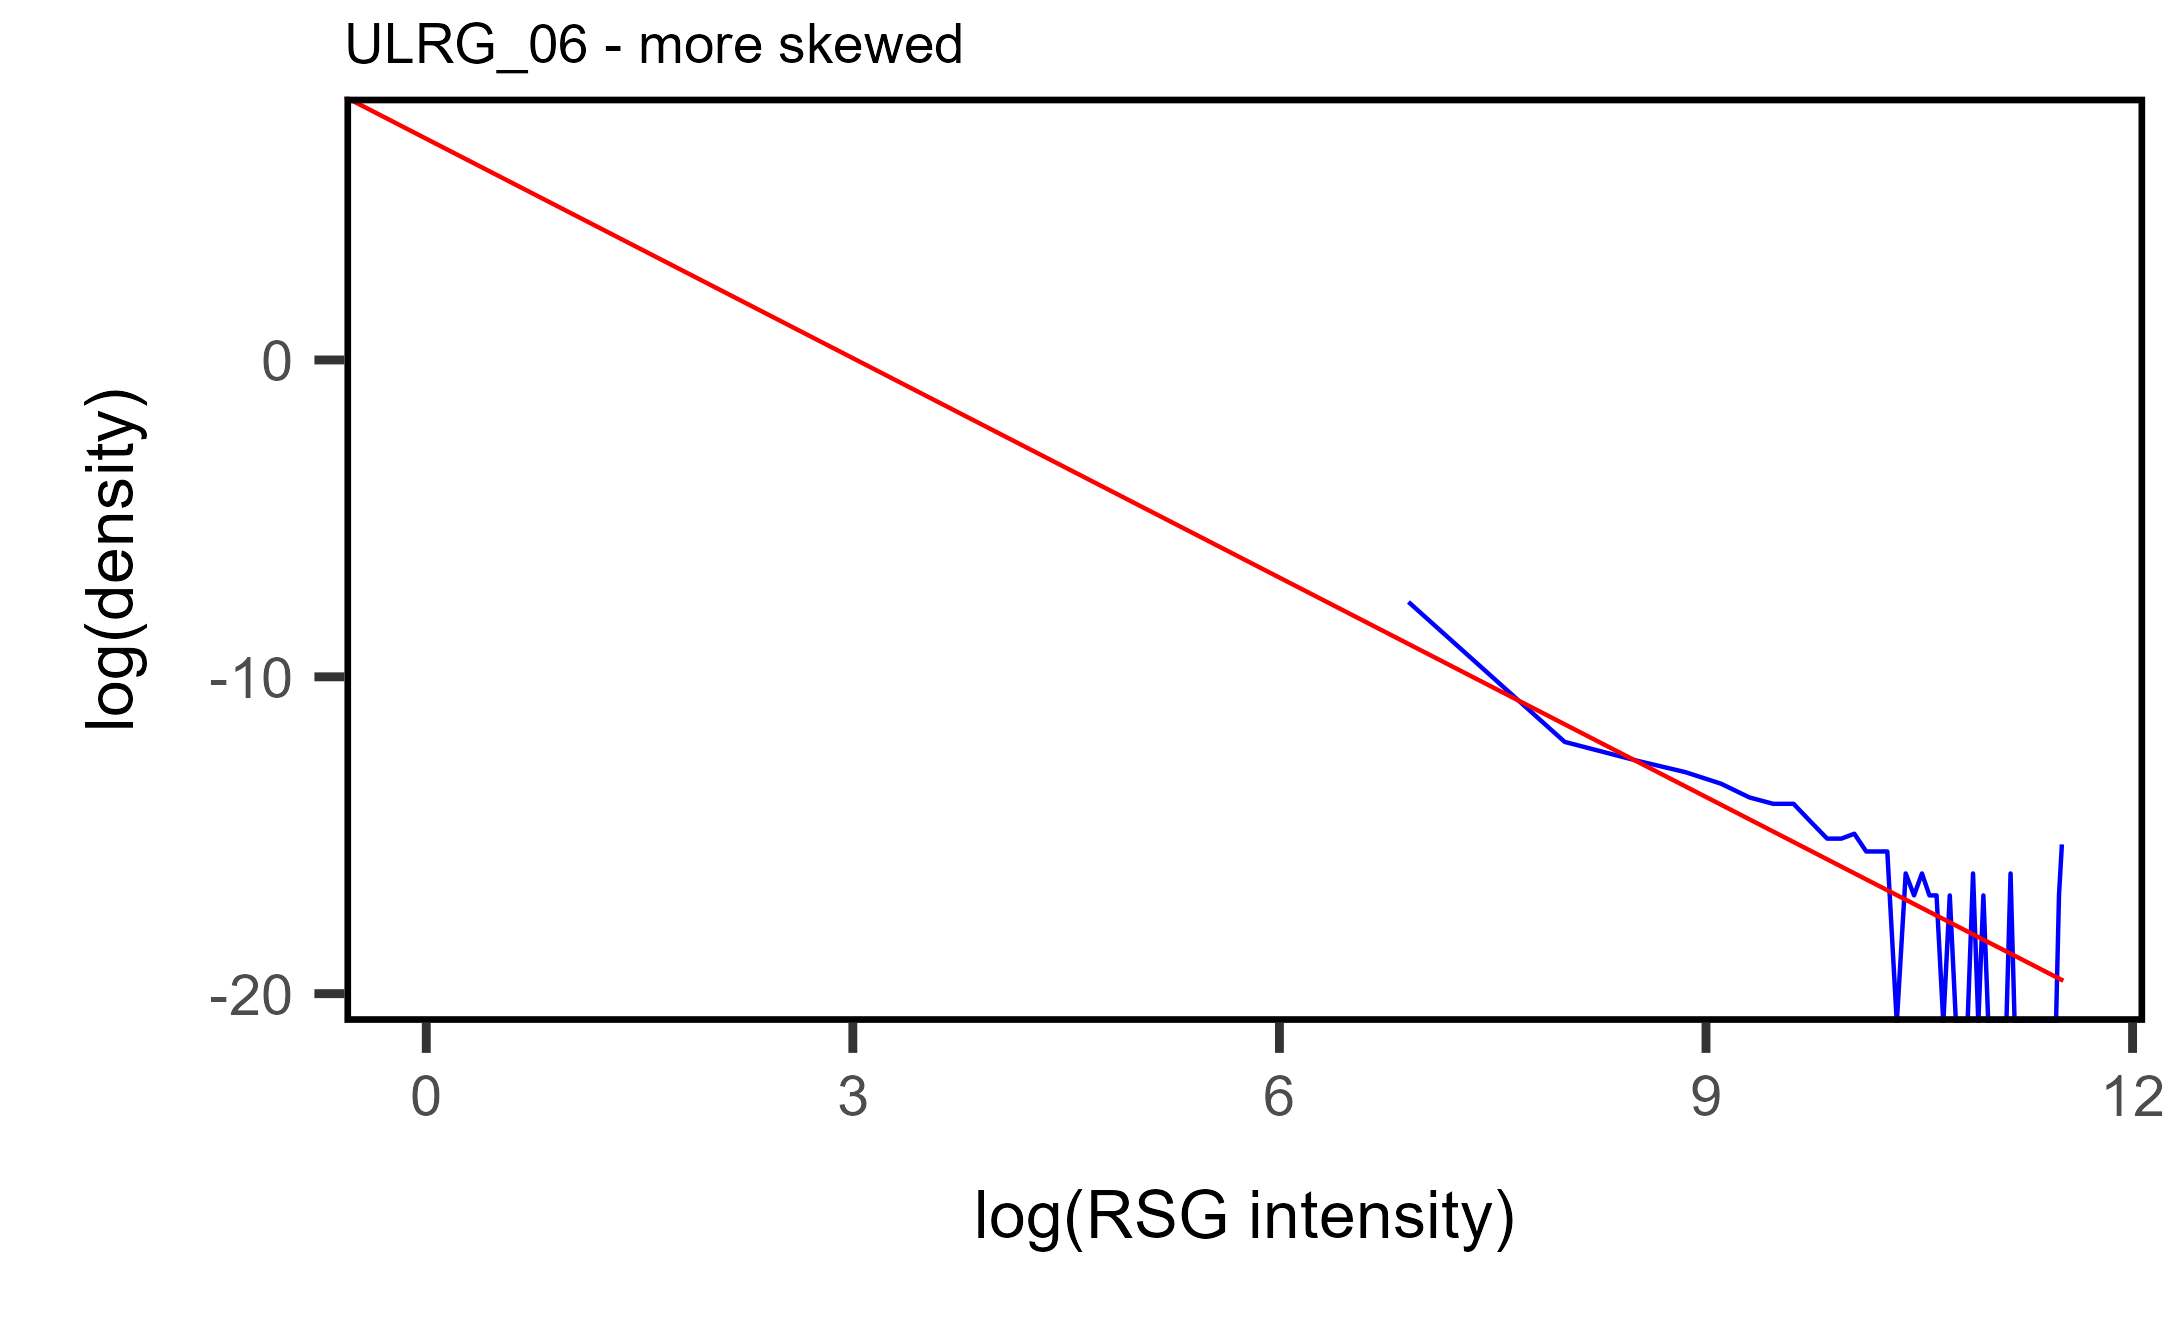 ULRG_06 - more skewed
log(density)
0
-10
-20
0 3 6 9 12
log(RSG intensity)